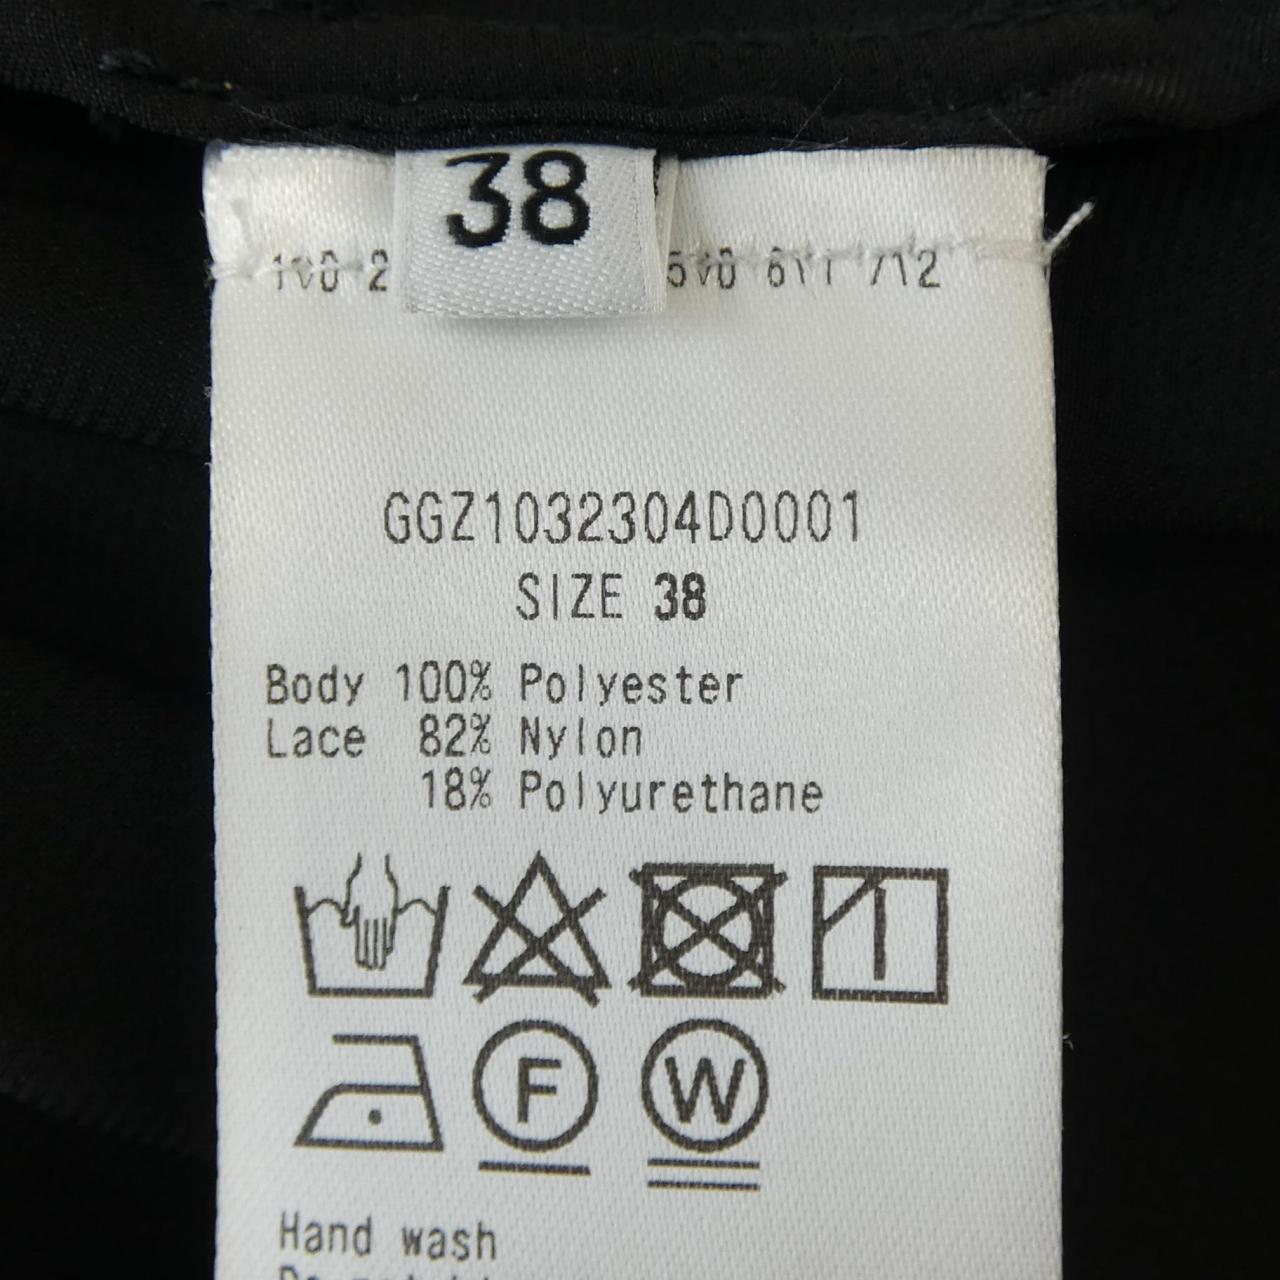 38
GGZ1032304D0001
SIZE 38
Body 100% Polyester
Lace 82% Nylon
18% Polyurethane
F
W
Hand wash